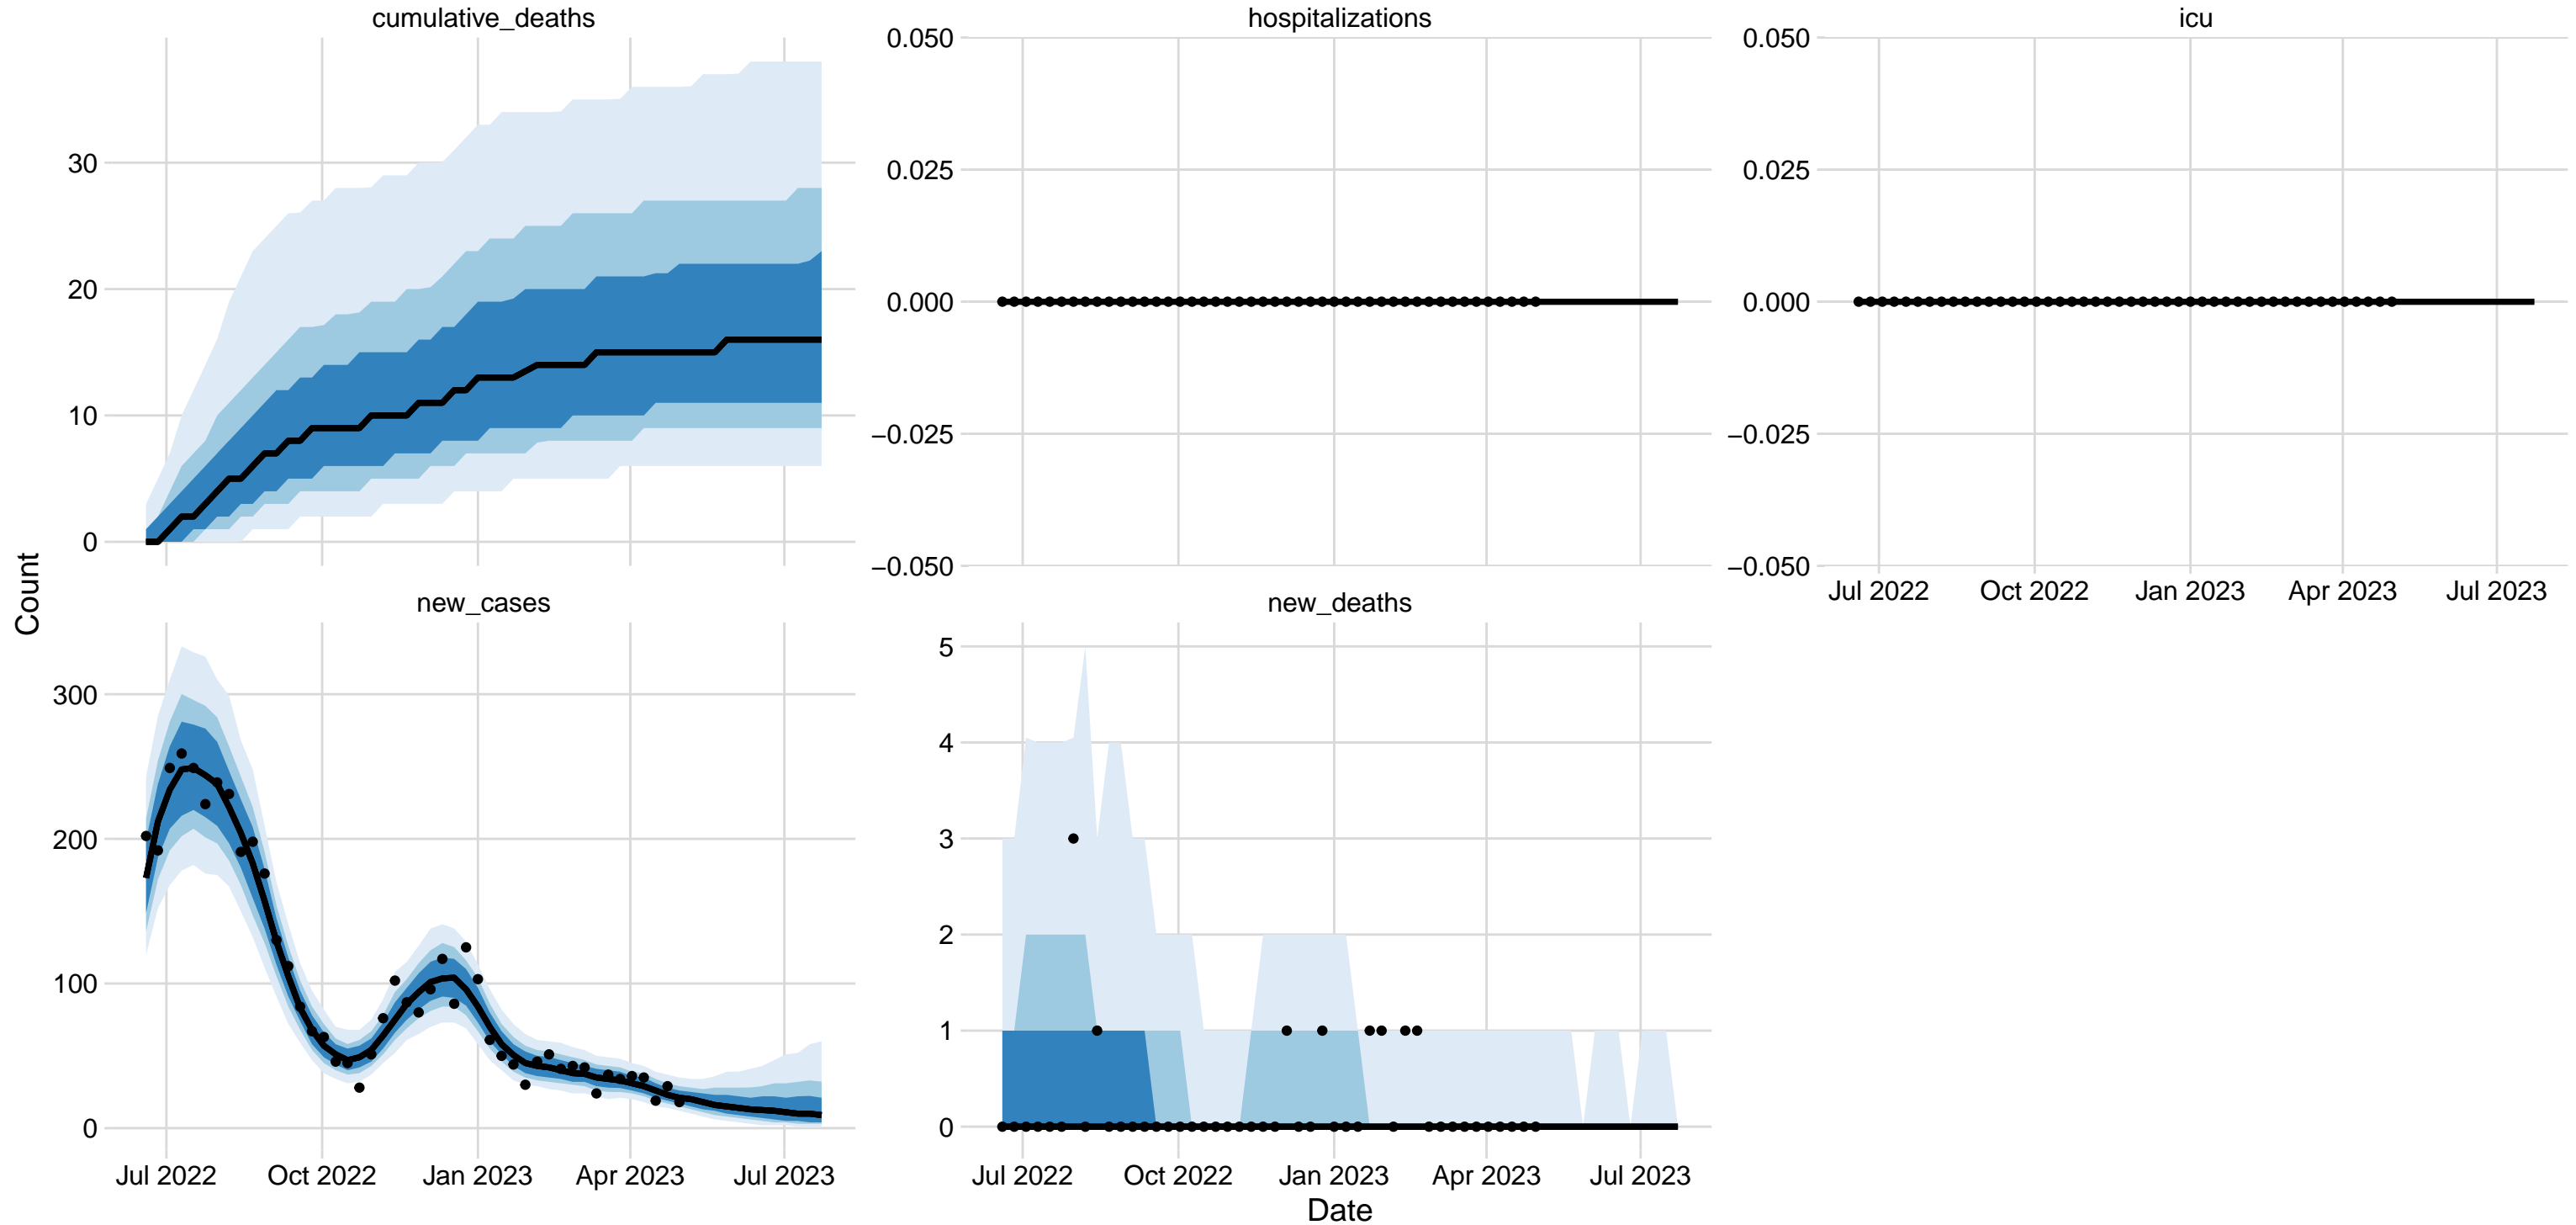 cumulative_deaths
hospitalizations
icu
30
20
10
0
0.050
0.025
0.000
−0.025
−0.050
0.050
0.025
0.000
−0.025
−0.050
Jul 2022 Oct 2022 Jan 2023 Apr 2023 Jul 2023
Count
new_cases
new_deaths
300
200
100
0
5
4
3
2
1
0
Jul 2022 Oct 2022 Jan 2023 Apr 2023 Jul 2023
Jul 2022 Oct 2022 Jan 2023 Apr 2023 Jul 2023
Date